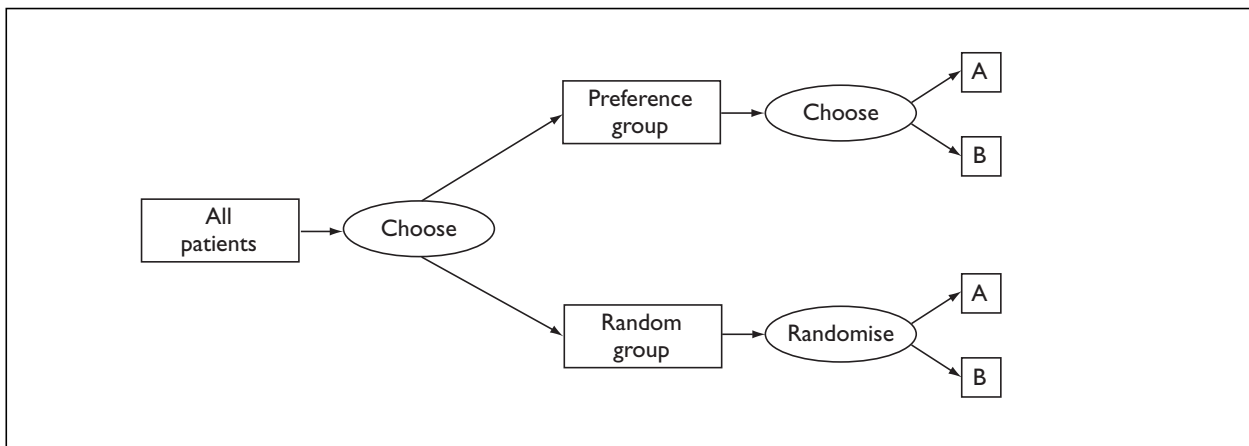 All
patients
Choose
Preference
group
Choose
A
B
Random
group
Randomise
A
B